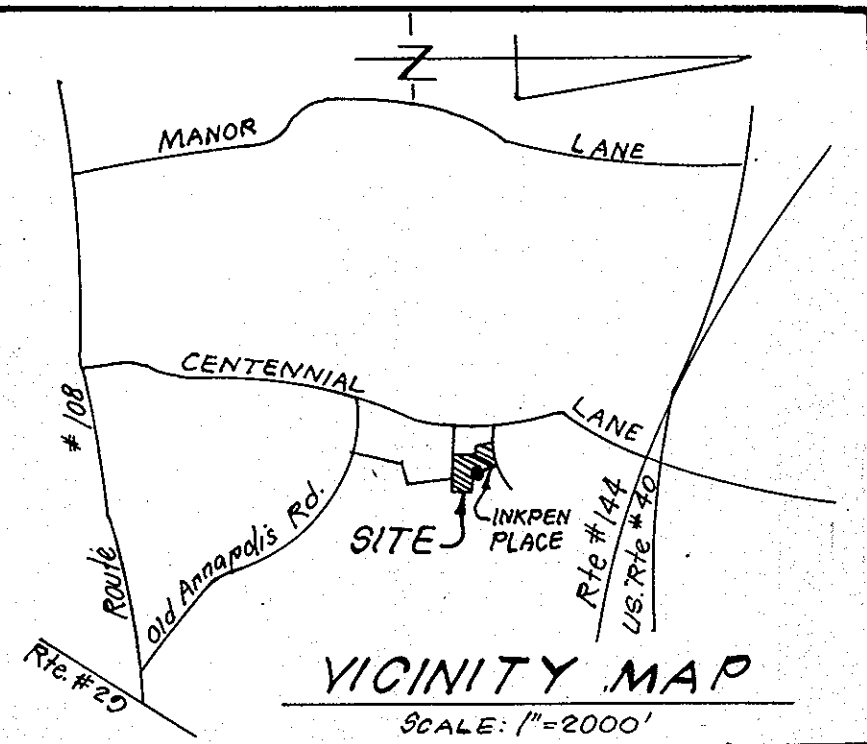 N
MANOR
LANE
CENTENNIAL
LANE
# 108
Route
Old Annapolis Rd.
SITE
INKPEN
PLACE
Rte #144
US. Rte #40
Rte. #29
VICINITY MAP
SCALE: 1"=2000'